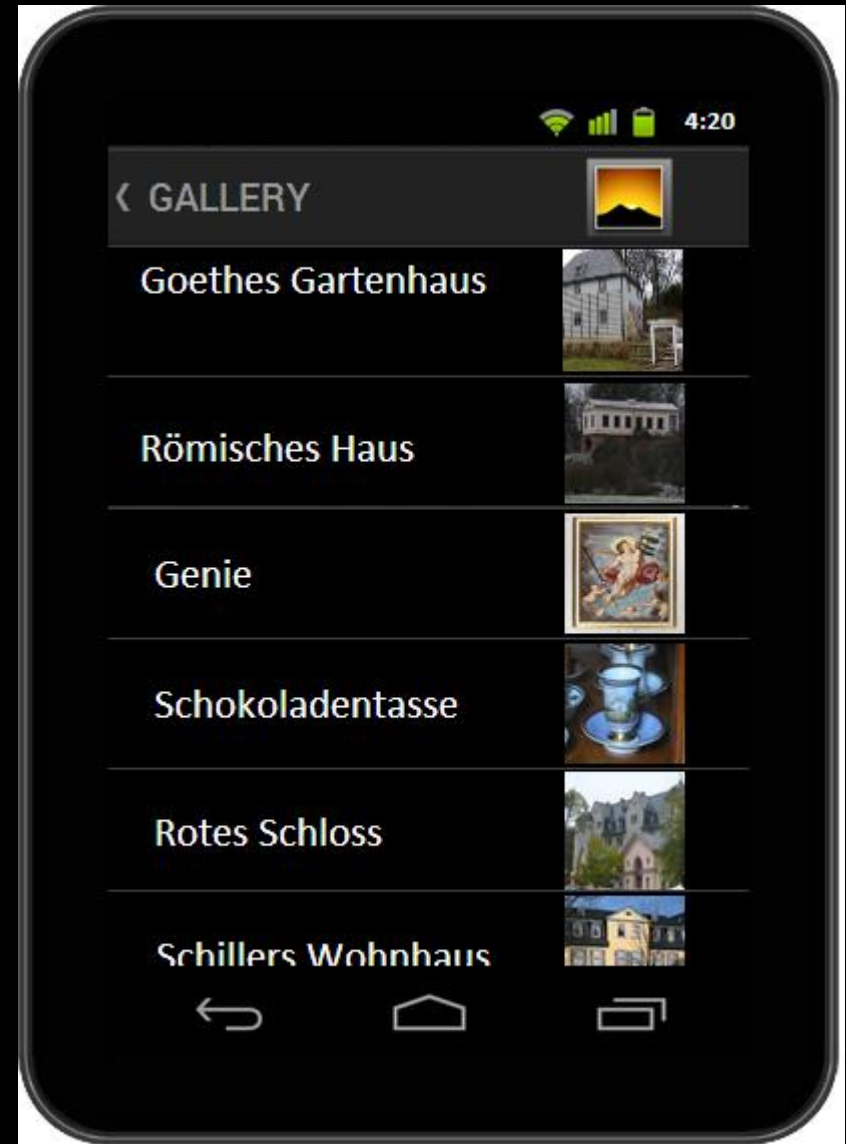 4:20
GALLERY
Goethes Gartenhaus
Römisches Haus
Genie
Schokoladentasse
Rotes Schloss
Schillers Wohnhaus